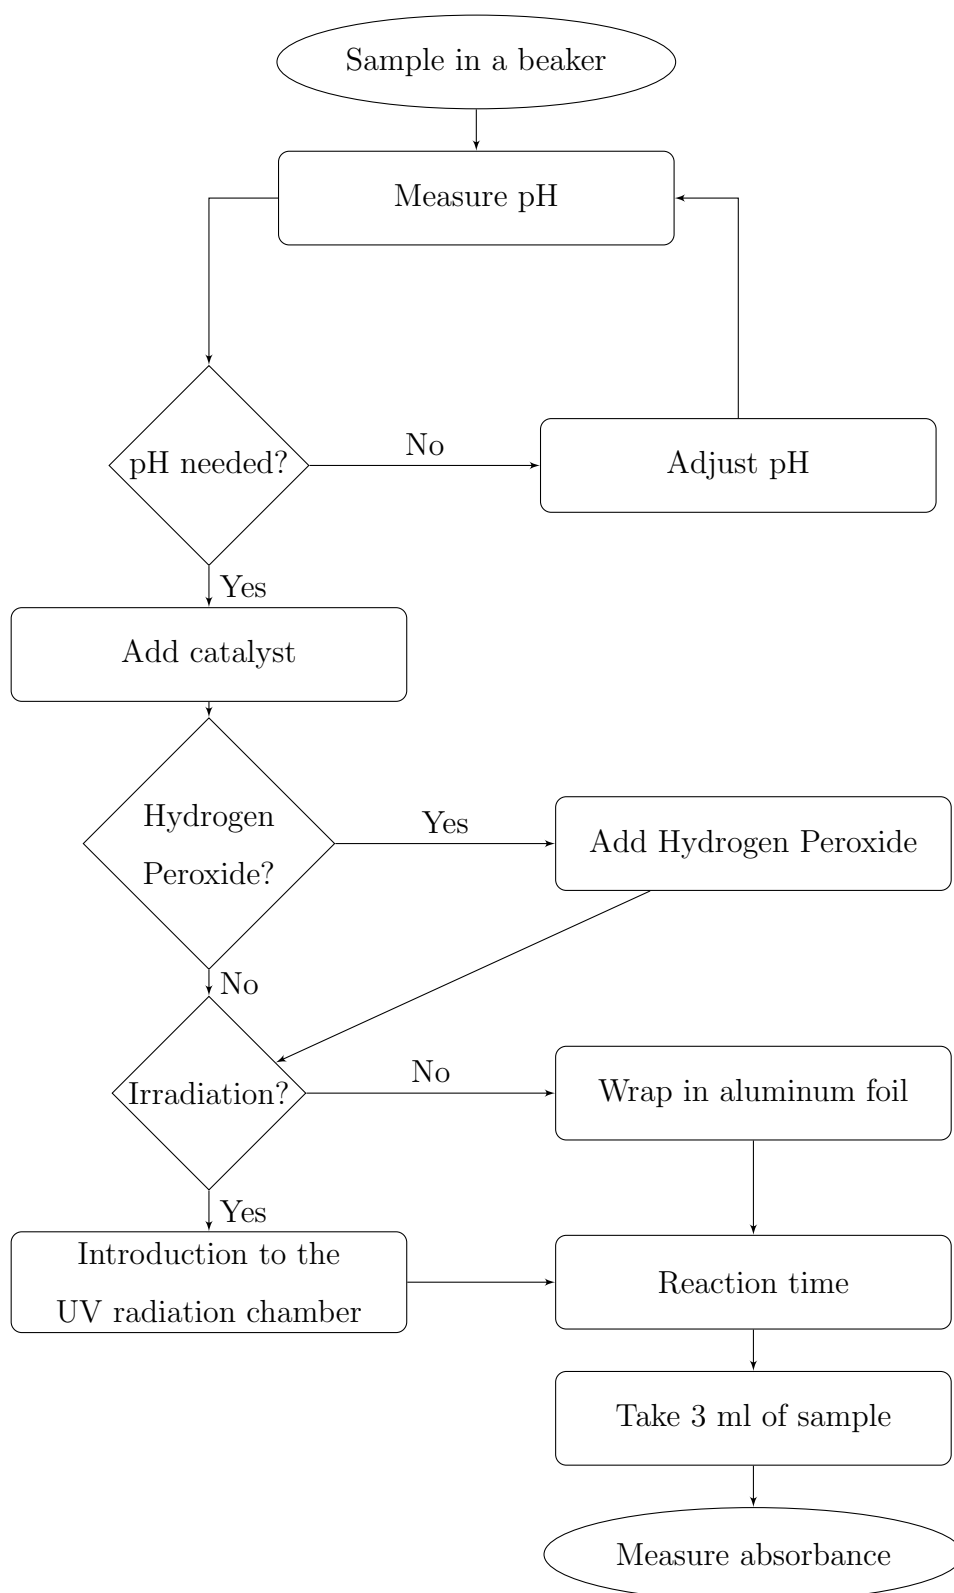 Sample in a beaker
Measure pH
pH needed?
No
Adjust pH
Yes
Add catalyst
Hydrogen
Peroxide?
Yes
Add Hydrogen Peroxide
No
Irradiation?
No
Wrap in aluminum foil
Yes
Introduction to the
UV radiation chamber
Reaction time
Take 3 ml of sample
Measure absorbance